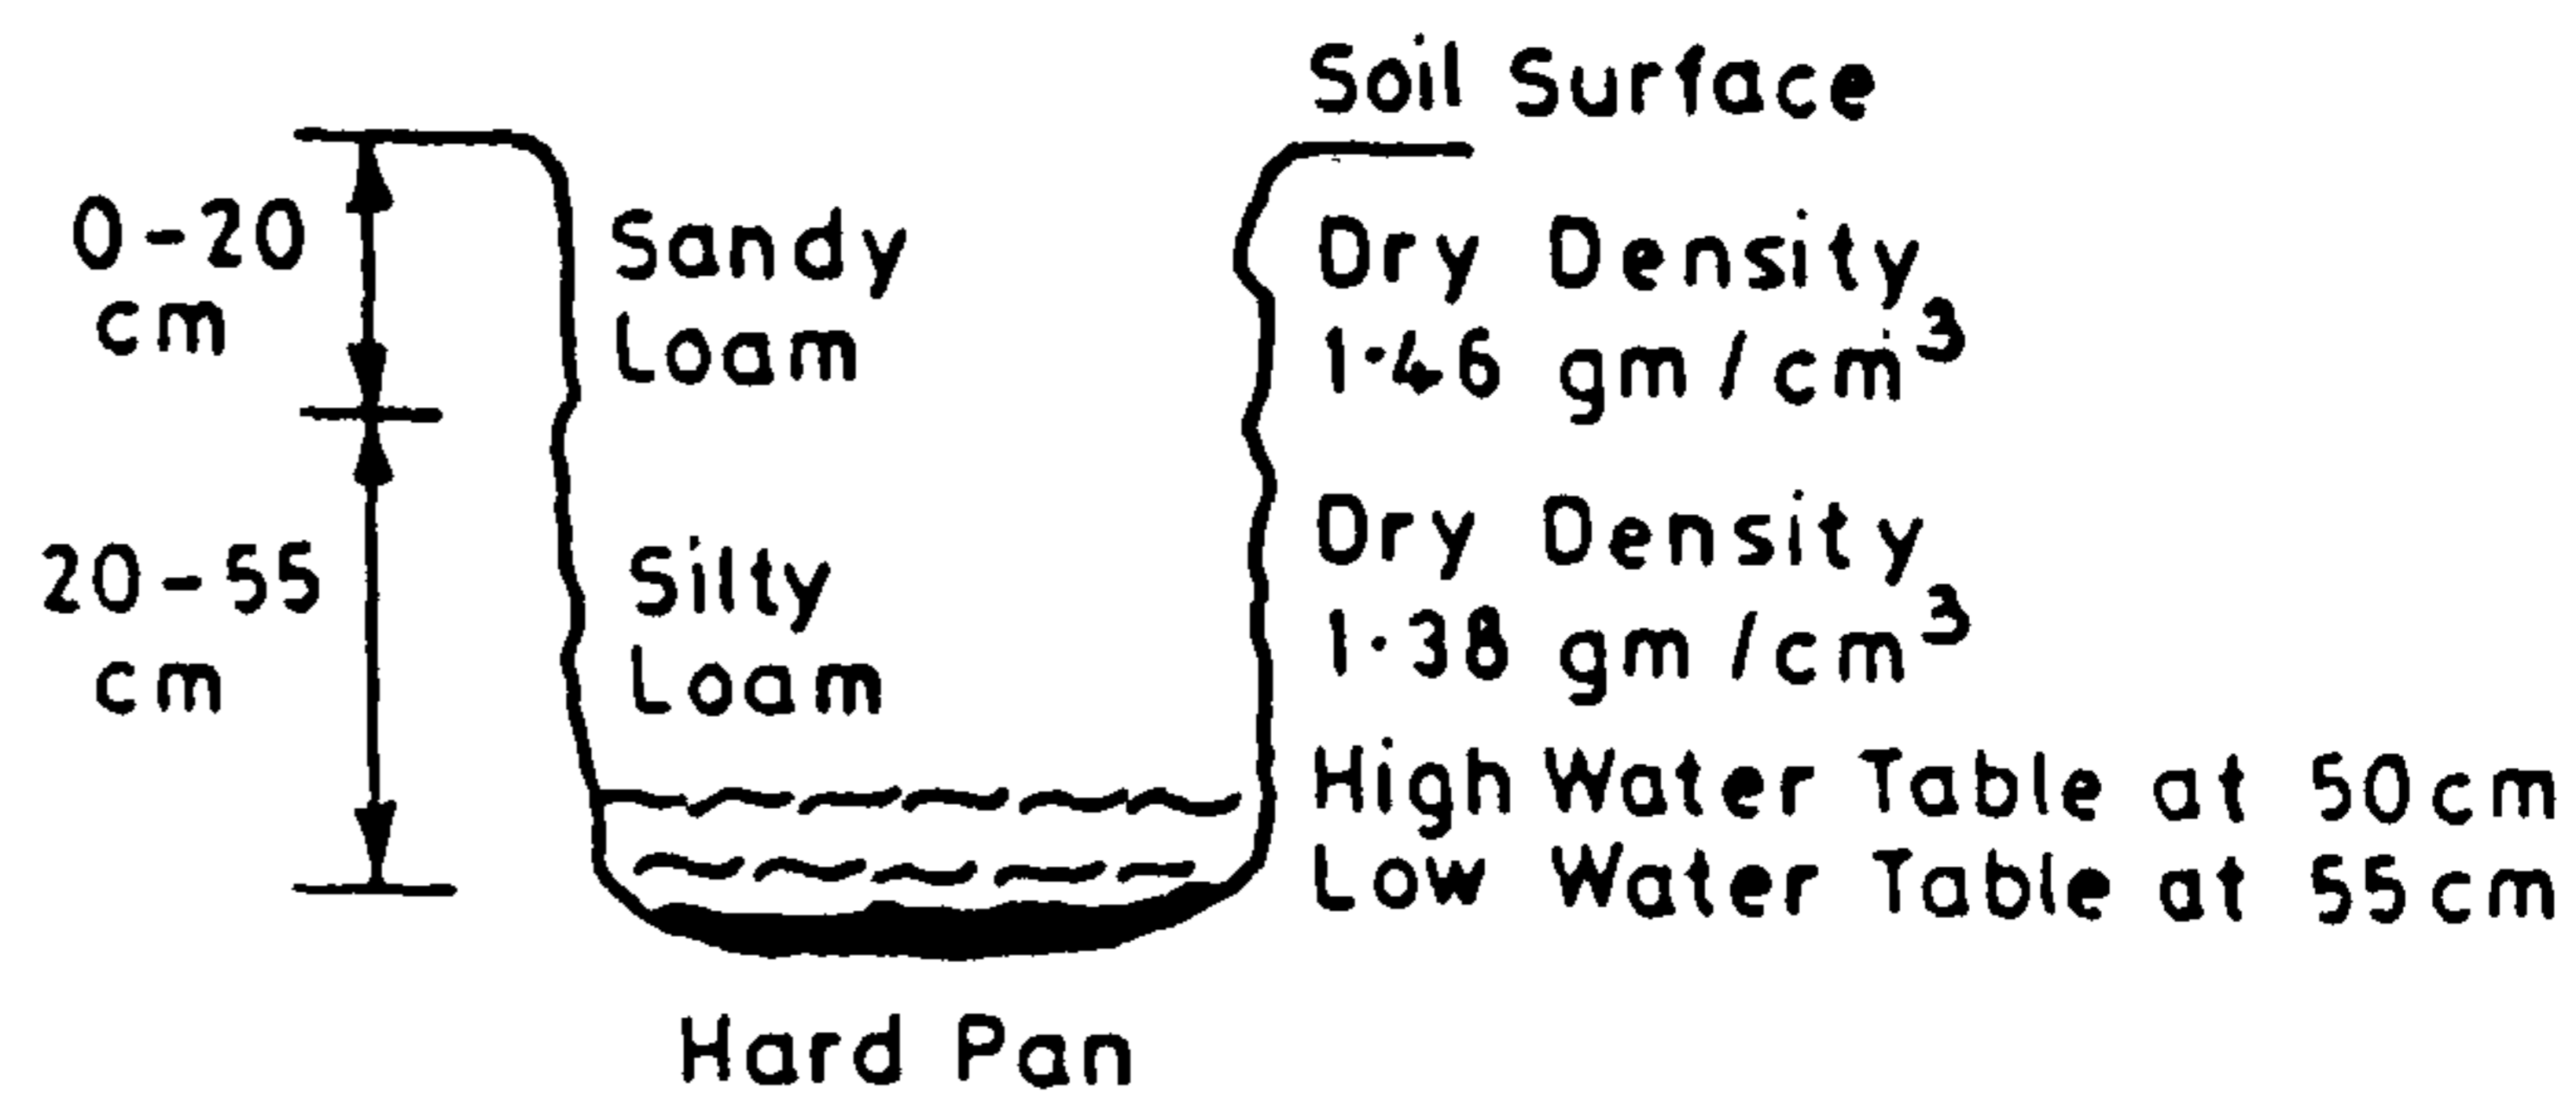 Soil Surface
0-20
cm
Sandy
Loam
Dry Density
1.46 gm/cm³
20-55
cm
Silty
Loam
Dry Density
1.38 gm/cm³
High Water Table at 50cm
Low Water Table at 55cm
Hard Pan